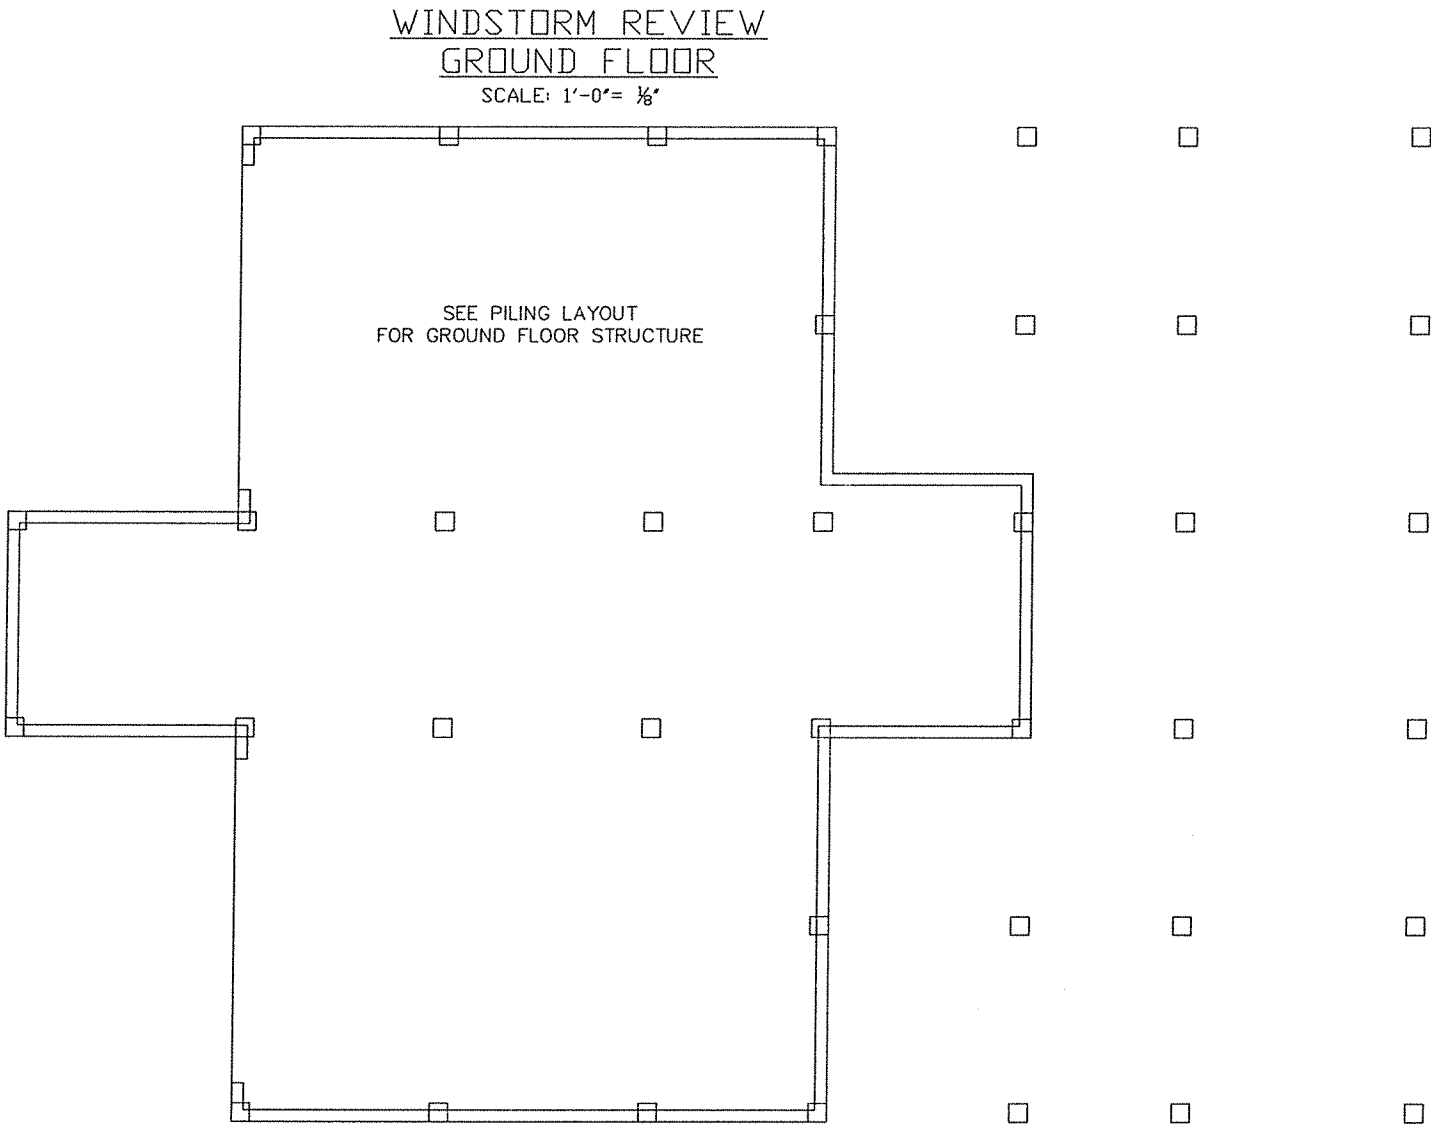 WINDSTORM REVIEW
GROUND FLOOR
SCALE: 1'-0"= ⅛"
SEE PILING LAYOUT
FOR GROUND FLOOR STRUCTURE